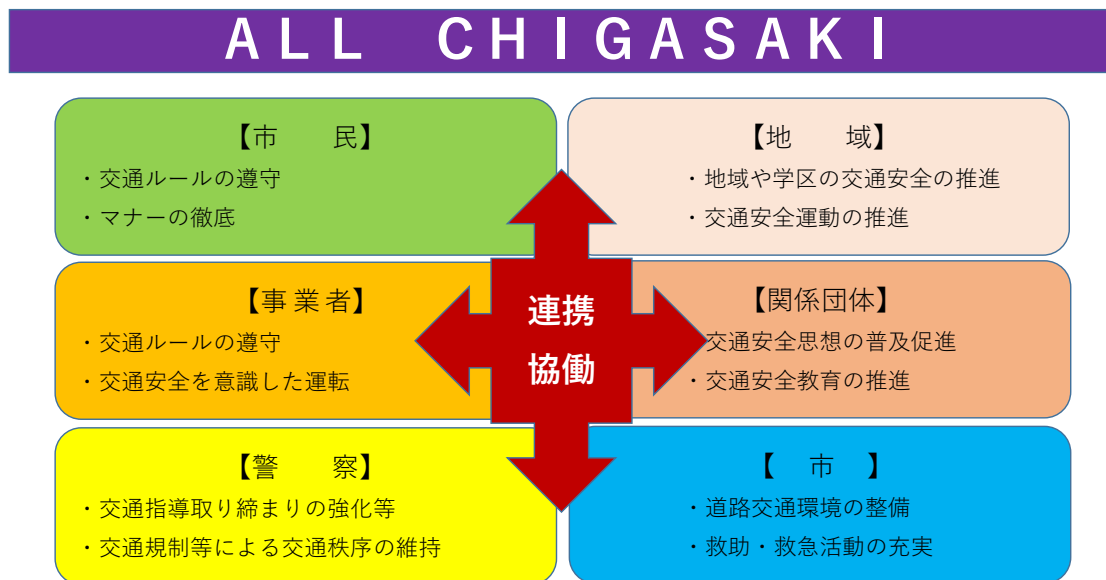 ALL CHIGASAKI
【市　　民】
・交通ルールの遵守
・マナーの徹底
【地　　域】
・地域や学区の交通安全の推進
・交通安全運動の推進
【事 業 者】
・交通ルールの遵守
・交通安全を意識した運転
連携
協働
【関係団体】
交通安全思想の普及促進
・交通安全教育の推進
【警　　察】
・交通指導取り締まりの強化等
・交通規制等による交通秩序の維持
【　市　】
・道路交通環境の整備
・救助・救急活動の充実